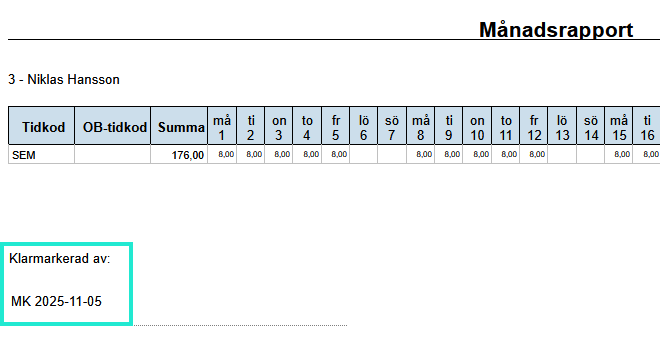 Månadsrapport
3 - Niklas Hansson
Tidkod OB-tidkod Summa må 1 ti 2 on 3 to 4 fr 5 lö 6 sö 7 må 8 ti 9 on 10 to 11 fr 12 lö 13 sö 14 må 15 ti 16
SEM 176,00 8,00 8,00 8,00 8,00 8,00 8,00 8,00 8,00 8,00 8,00 8,00 8,00
Klarmarkerad av:
MK 2025-11-05